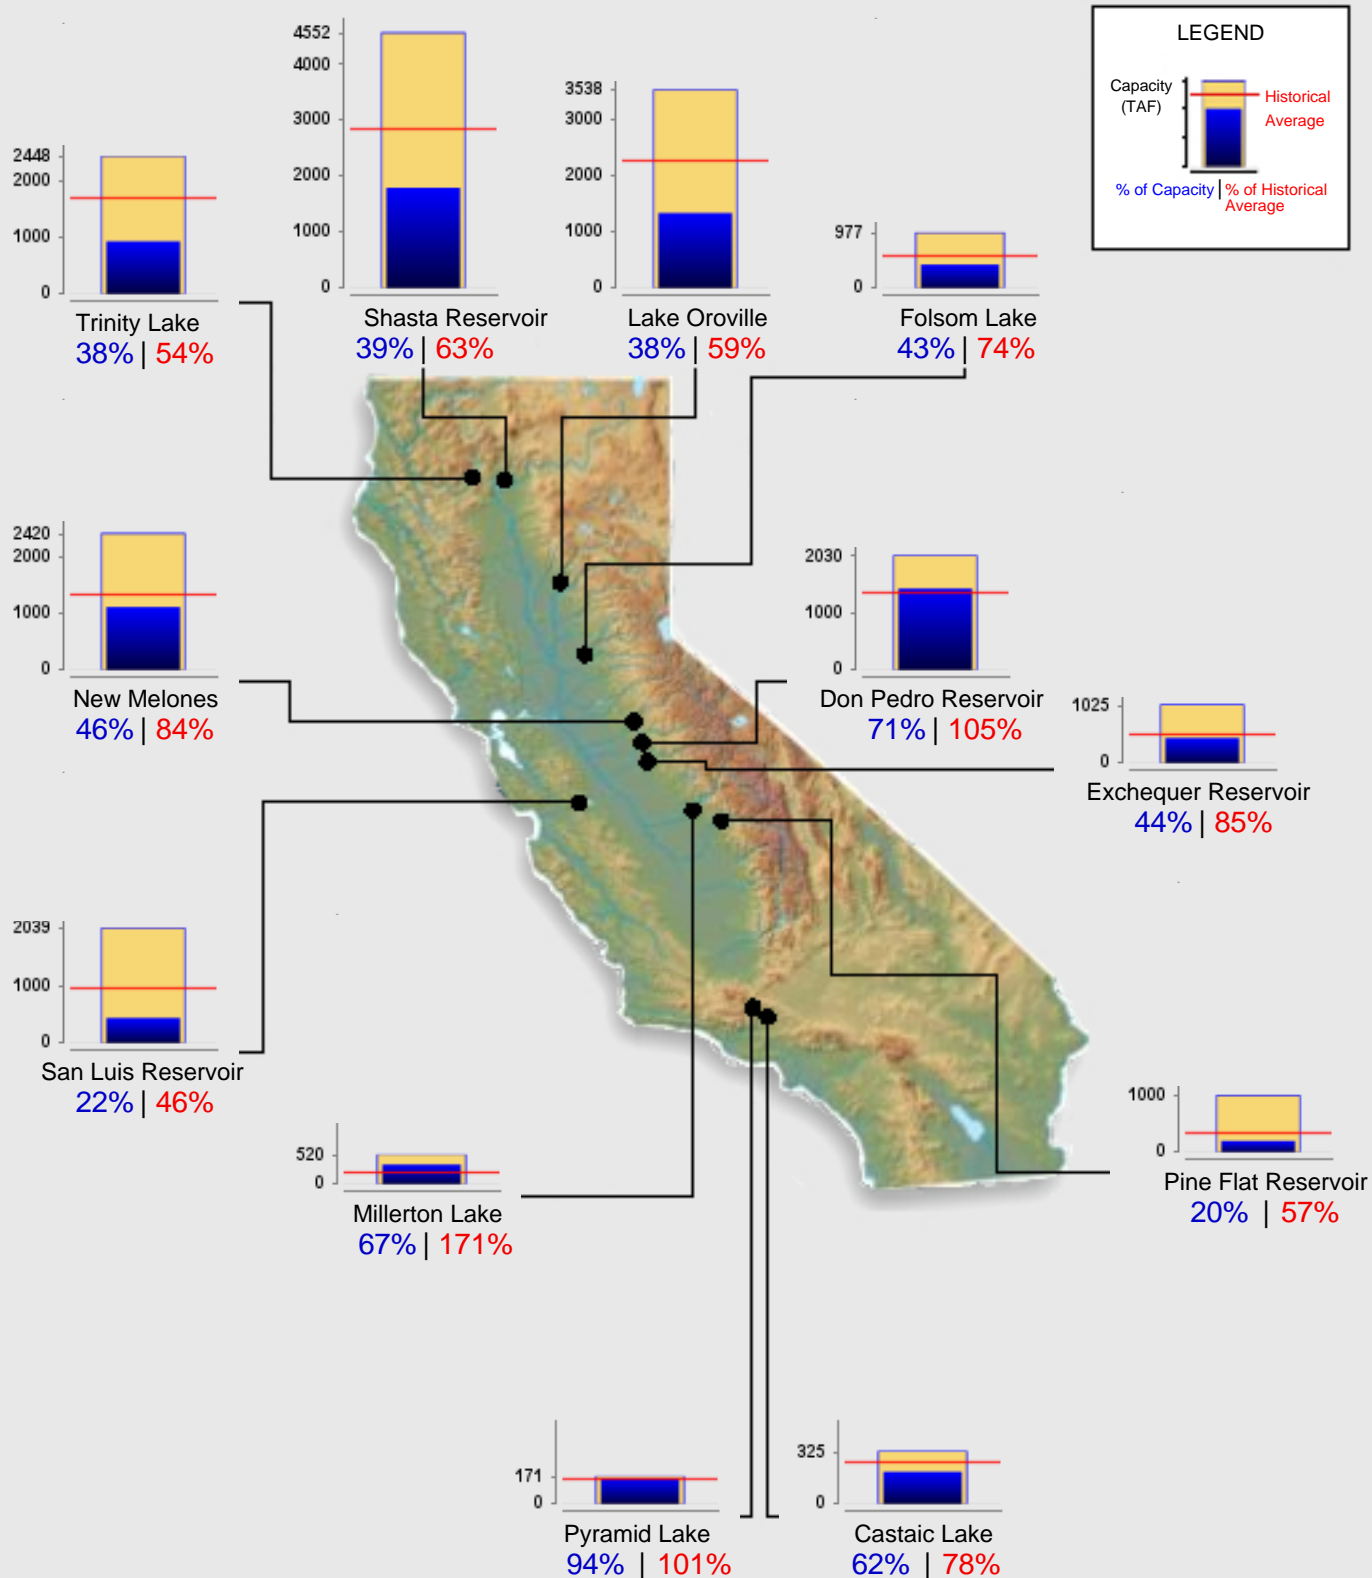 LEGEND
Capacity
(TAF)
Historical
Average
% of Capacity | % of Historical
Average
4552
4000
3000
2000
1000
0
Shasta Reservoir
39% | 63%
3538
3000
2000
1000
0
Lake Oroville
38% | 59%
2448
2000
1000
0
Trinity Lake
38% | 54%
977
0
Folsom Lake
43% | 74%
2420
2000
1000
0
New Melones
46% | 84%
2030
1000
0
Don Pedro Reservoir
71% | 105%
1025
0
Exchequer Reservoir
44% | 85%
2039
1000
0
San Luis Reservoir
22% | 46%
520
0
Millerton Lake
67% | 171%
1000
0
Pine Flat Reservoir
20% | 57%
171
0
Pyramid Lake
94% | 101%
325
0
Castaic Lake
62% | 78%